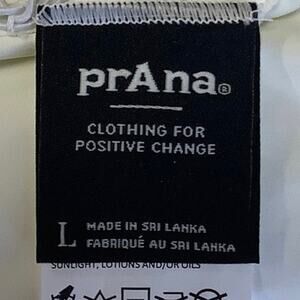 prAna®
CLOTHING FOR
POSITIVE CHANGE
L MADE IN SRI LANKA
FABRIQUÉ AU SRI LANKA
SUNLIGHT, LOTIONS AND/OR OILS